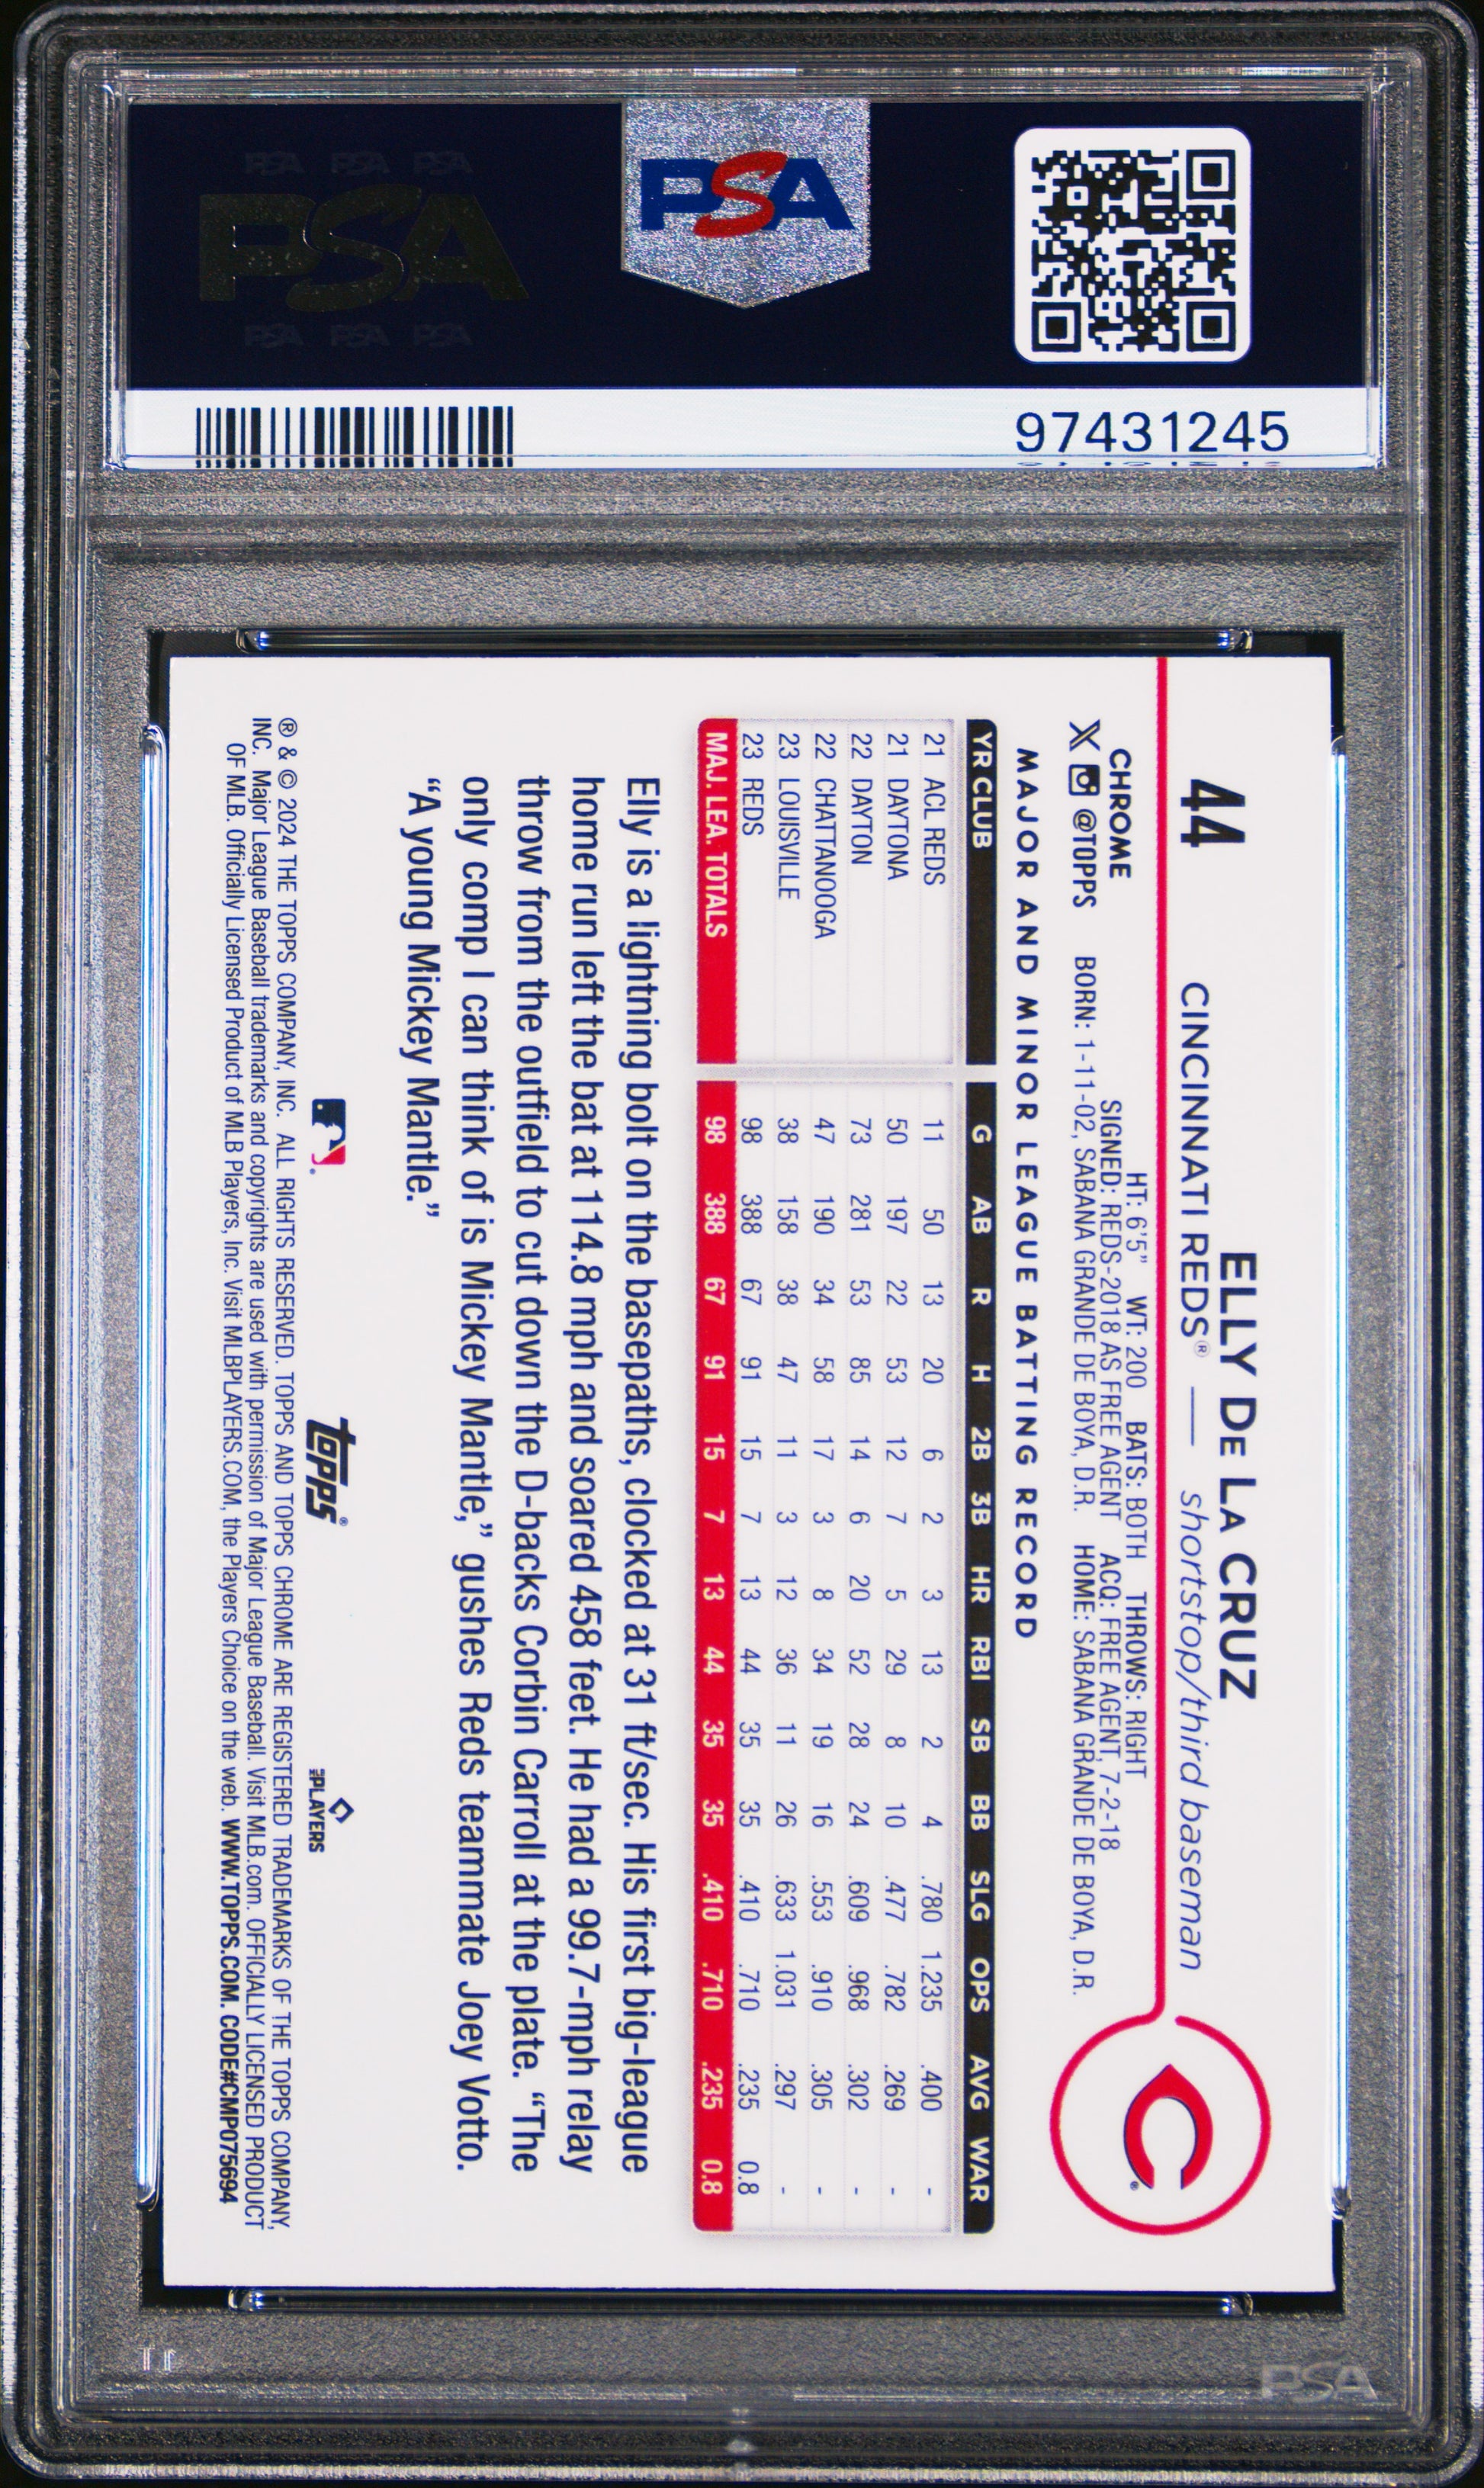 PSA PSA PSA
PSA
PSA PSA PSA
PSA
97431245
44
ELLY DE LA CRUZ
CINCINNATI REDS® — shortstop/third baseman
CHROME
X @TOPPS
HT: 6'5" WT: 200 BATS: BOTH THROWS: RIGHT
SIGNED: REDS-2018 AS FREE AGENT ACQ: FREE AGENT, 7-2-18
BORN: 1-11-02, SABANA GRANDE DE BOYA, D.R. HOME: SABANA GRANDE DE BOYA, D.R.
C
MAJOR AND MINOR LEAGUE BATTING RECORD
YR CLUB G AB R H 2B 3B HR RBI SB BB SLG OPS AVG WAR
21 ACL REDS 11 50 13 20 6 2 3 13 2 4 .780 1.235 .400 -
21 DAYTONA 50 197 22 53 12 7 5 29 8 10 .477 .782 .269 -
22 DAYTON 73 281 53 85 14 6 20 52 28 24 .609 .968 .302 -
22 CHATTANOOGA 47 190 34 58 17 3 8 34 19 16 .553 .910 .305 -
23 LOUISVILLE 38 158 38 47 11 3 12 36 11 26 .633 1.031 .297 -
23 REDS 98 388 67 91 15 7 13 44 35 35 .410 .710 .235 0.8
MAJ. LEA. TOTALS 98 388 67 91 15 7 13 44 35 35 .410 .710 .235 0.8
Elly is a lightning bolt on the basepaths, clocked at 31 ft/sec. His first big-league
home run left the bat at 114.8 mph and soared 458 feet. He had a 99.7-mph relay
throw from the outfield to cut down the D-backs Corbin Carroll at the plate. “The
only comp I can think of is Mickey Mantle,” gushes Reds teammate Joey Votto.
“A young Mickey Mantle.”
topps®
MLB PLAYERS
® & © 2024 THE TOPPS COMPANY, INC. ALL RIGHTS RESERVED. TOPPS AND TOPPS CHROME ARE REGISTERED TRADEMARKS OF THE TOPPS COMPANY,
INC. Major League Baseball trademarks and copyrights are used with permission of Major League Baseball. Visit MLB.com. OFFICIALLY LICENSED PRODUCT
OF MLB. Officially Licensed Product of MLB Players, Inc. Visit MLBPLAYERS.COM, the Players Choice on the web. WWW.TOPPS.COM. CODE#CMP075694
PSA